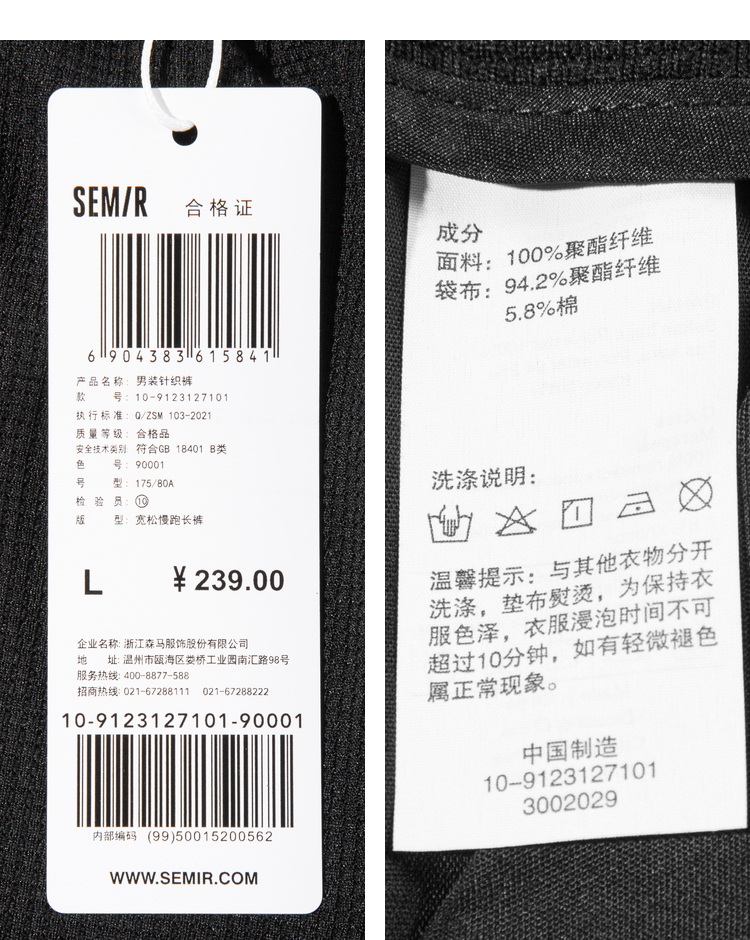 SEMIR 合格证
6 904383 615841
产品名称: 男装针织裤
款 号: 10-9123127101
执行标准: Q/ZSM 103-2021
质量等级: 合格品
安全技术类别: 符合GB 18401 B类
色 号: 90001
号 型: 175/80A
检 验 员: ⑩
版 型: 宽松慢跑长裤
L ¥239.00
企业名称: 浙江森马服饰股份有限公司
地 址: 温州市瓯海区娄桥工业园南汇路98号
服务热线: 400-8877-588
招商热线: 021-67288111 021-67288222
10-9123127101-90001
内部编码 (99)50015200562
WWW.SEMIR.COM
成分
面料: 100%聚酯纤维
袋布: 94.2%聚酯纤维
5.8%棉
洗涤说明:
温馨提示: 与其他衣物分开
洗涤，垫布熨烫，为保持衣
服色泽，衣服浸泡时间不可
超过10分钟，如有轻微褪色
属正常现象。
中国制造
10-9123127101
3002029